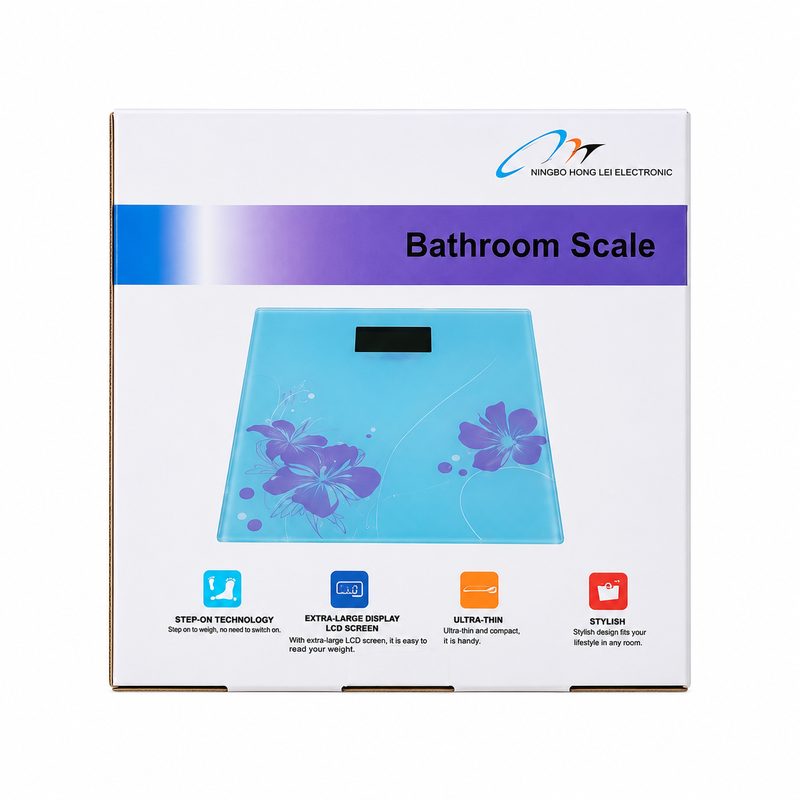 NINGBO HONG LEI ELECTRONIC
Bathroom Scale
STEP-ON TECHNOLOGY
Step on to weigh, no need to switch on.
EXTRA-LARGE DISPLAY
LCD SCREEN
With extra-large LCD screen, it is easy to
read your weight.
ULTRA-THIN
Ultra-thin and compact,
it is handy.
STYLISH
Stylish design fits your
lifestyle in any room.